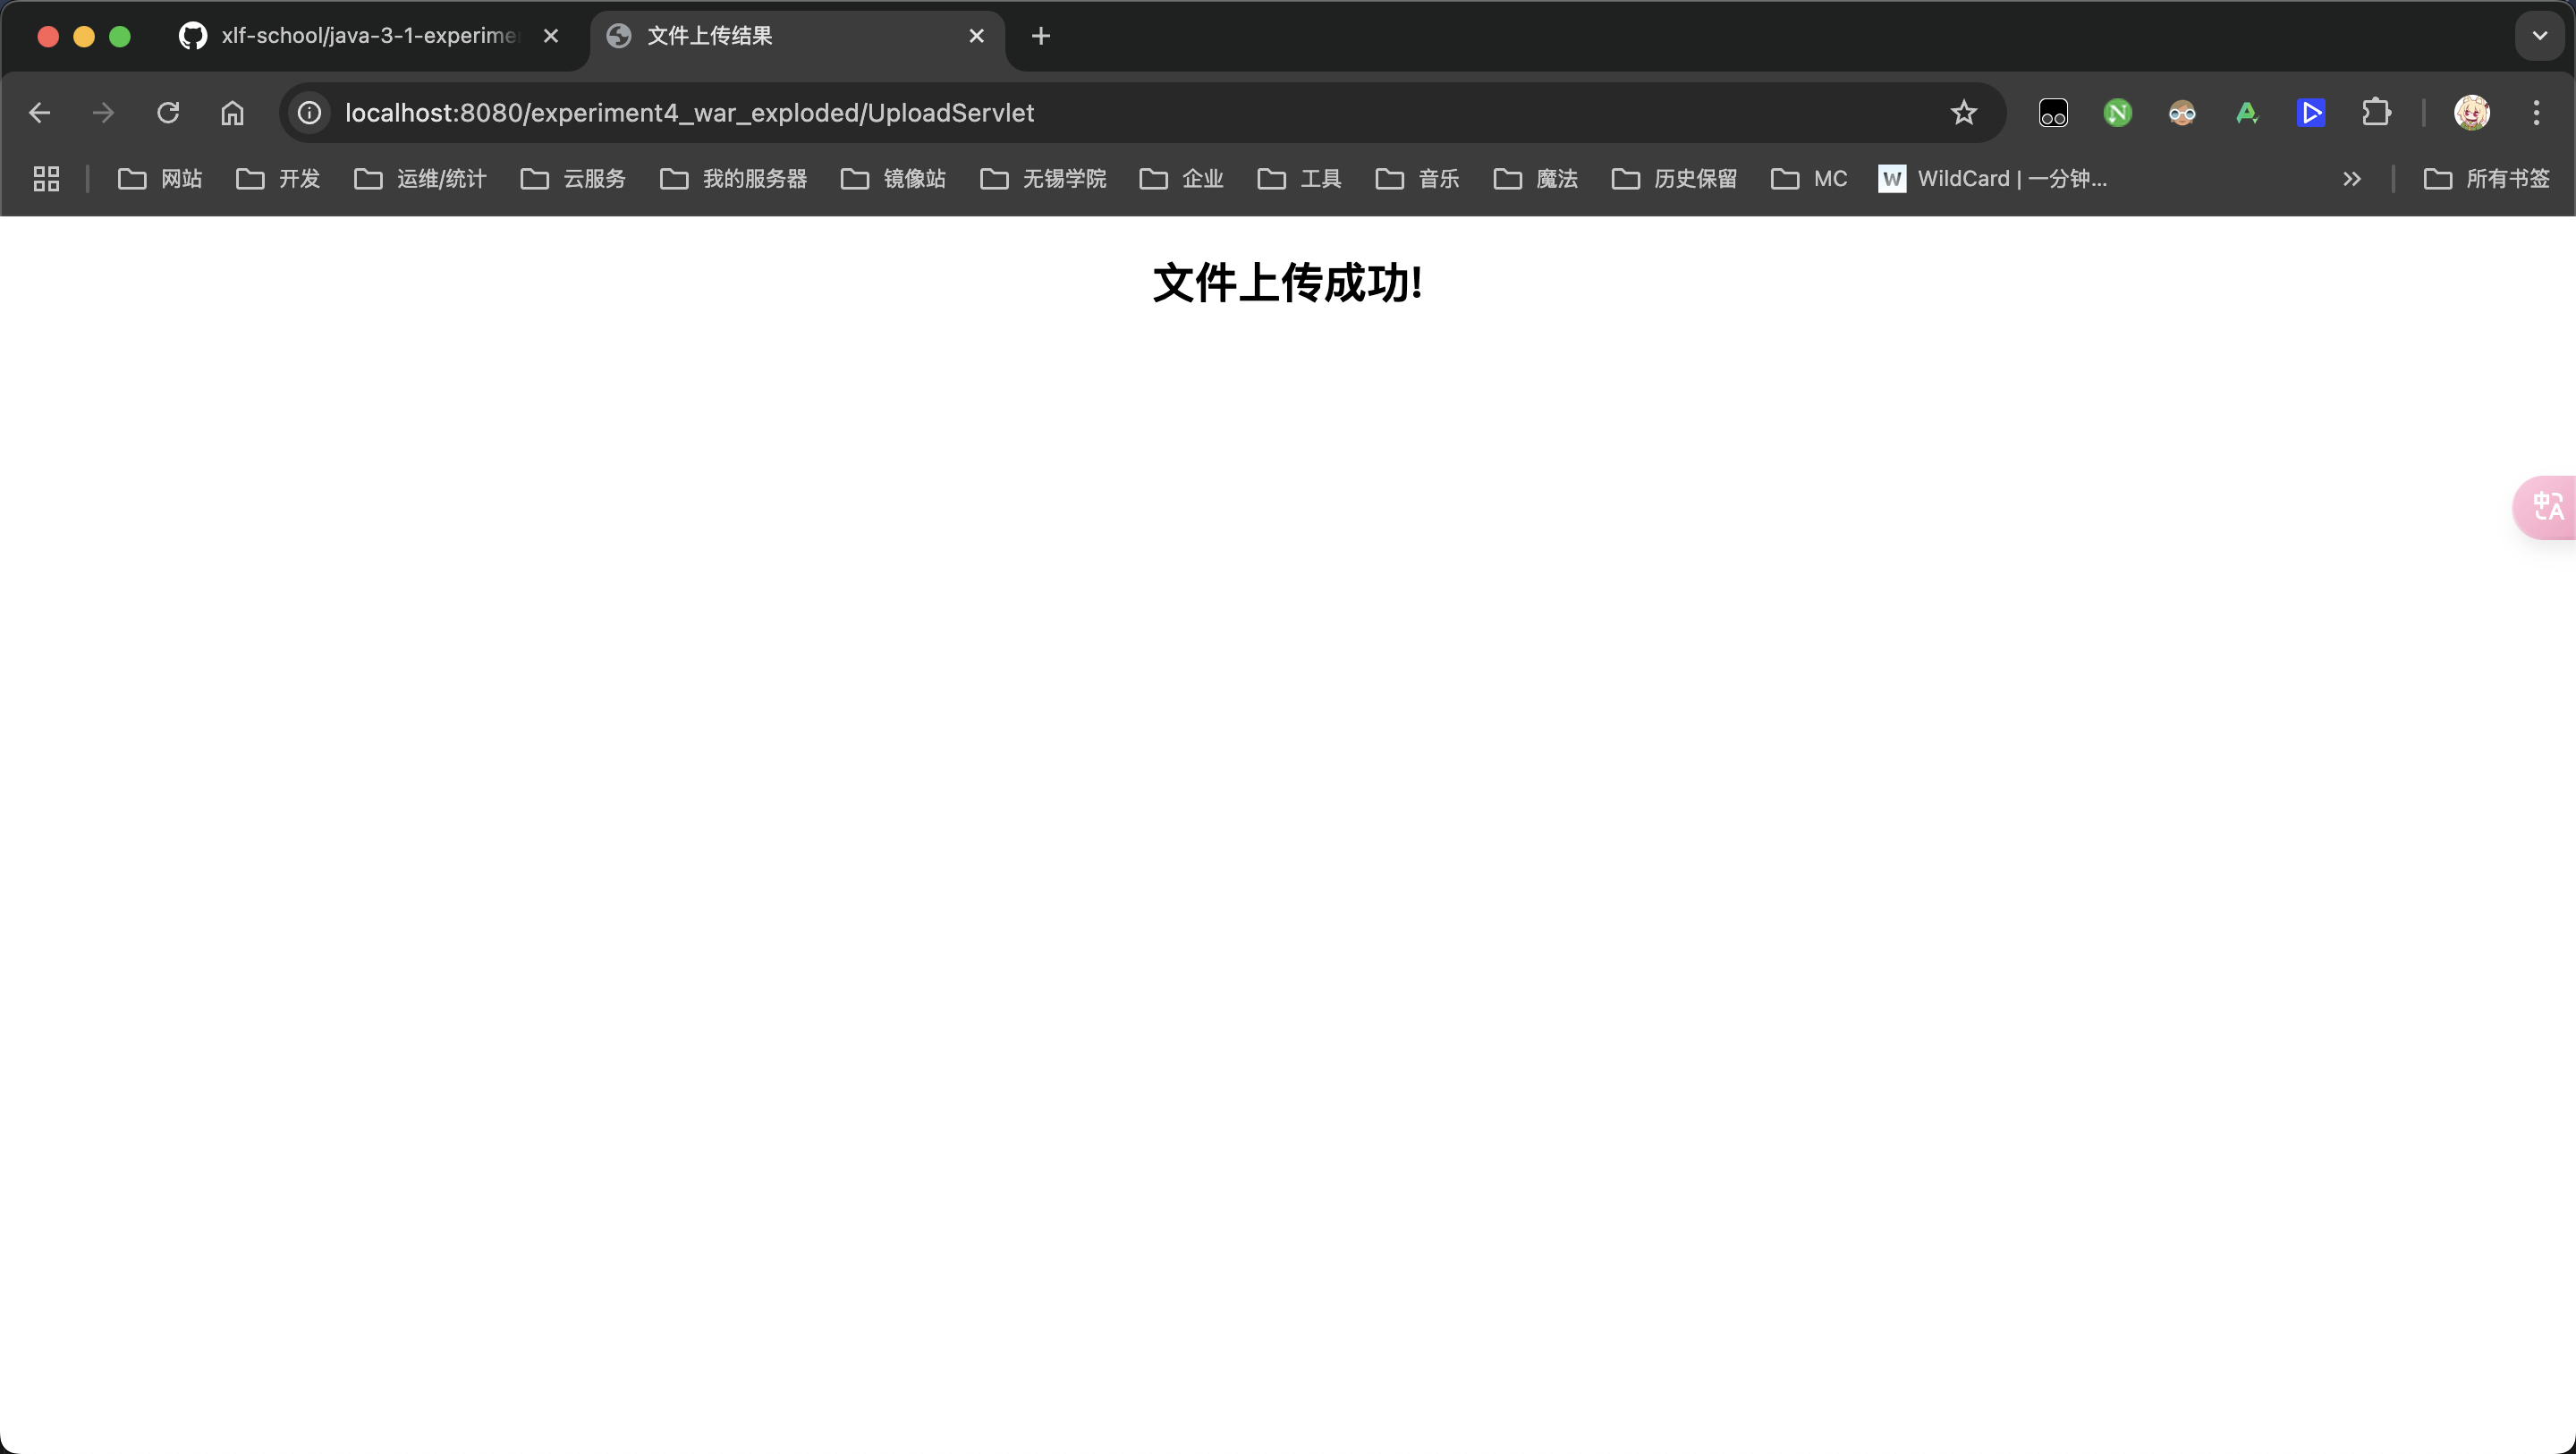 xlf-school/java-3-1-experime
文件上传结果
localhost:8080/experiment4_war_exploded/UploadServlet
网站 开发 运维/统计 云服务 我的服务器 镜像站 无锡学院 企业 工具 音乐 魔法 历史保留 MC W WildCard | 一分钟... 所有书签
文件上传成功!
中A